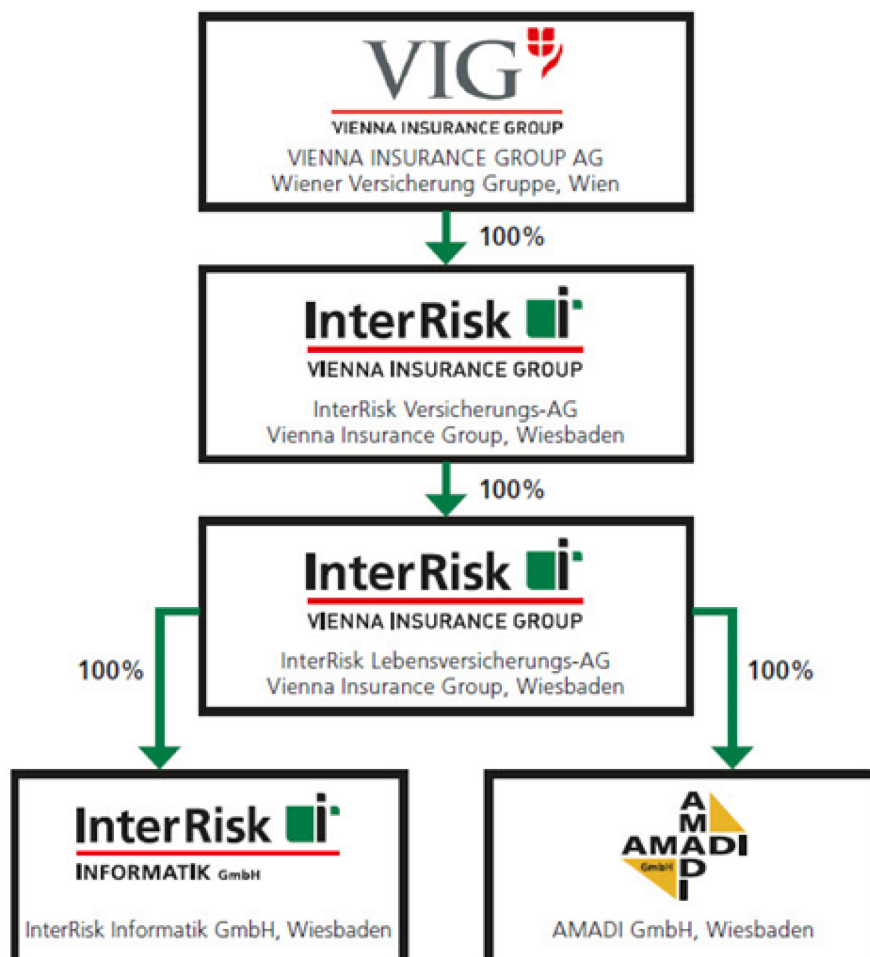 VIG
VIENNA INSURANCE GROUP
VIENNA INSURANCE GROUP AG
Wiener Versicherung Gruppe, Wien
100%
InterRisk
VIENNA INSURANCE GROUP
InterRisk Versicherungs-AG
Vienna Insurance Group, Wiesbaden
100%
InterRisk
VIENNA INSURANCE GROUP
InterRisk Lebensversicherungs-AG
Vienna Insurance Group, Wiesbaden
100%
100%
InterRisk
INFORMATIK GmbH
InterRisk Informatik GmbH, Wiesbaden
AMADI
AMADI
GmbH
AMADI GmbH, Wiesbaden